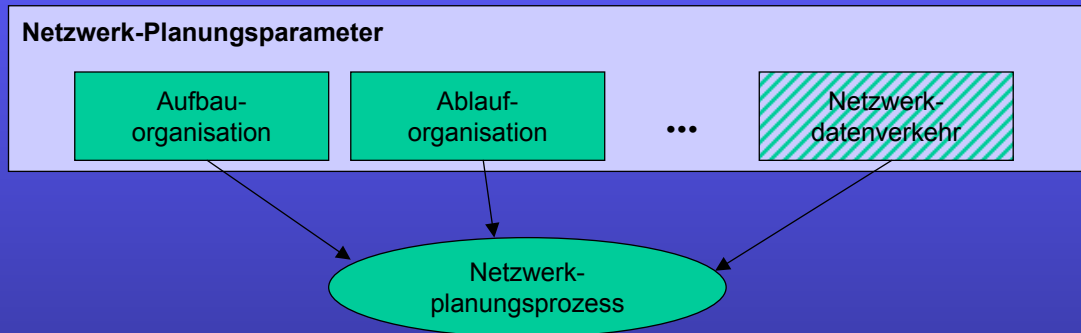 Netzwerk-Planungsparameter
Aufbau-
organisation
Ablauf-
organisation
...
Netzwerk-
datenverkehr
Netzwerk-
planungsprozess